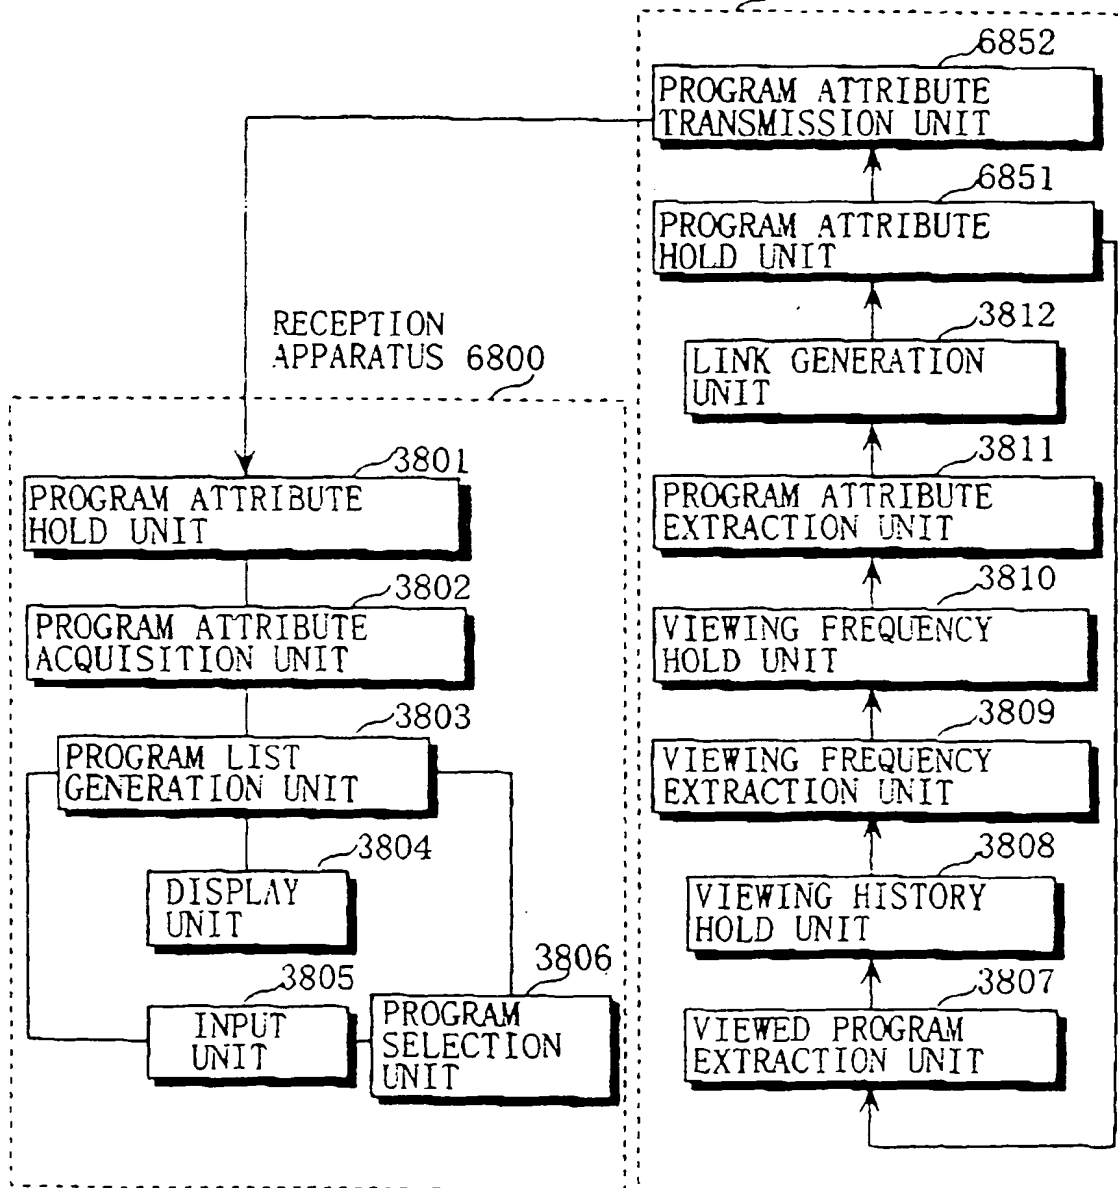 6852
PROGRAM ATTRIBUTE
TRANSMISSION UNIT
6851
PROGRAM ATTRIBUTE
HOLD UNIT
3812
LINK GENERATION
UNIT
3811
PROGRAM ATTRIBUTE
EXTRACTION UNIT
3810
VIEWING FREQUENCY
HOLD UNIT
3809
VIEWING FREQUENCY
EXTRACTION UNIT
3808
VIEWING HISTORY
HOLD UNIT
3807
VIEWED PROGRAM
EXTRACTION UNIT
RECEPTION
APPARATUS 6800
3801
PROGRAM ATTRIBUTE
HOLD UNIT
3802
PROGRAM ATTRIBUTE
ACQUISITION UNIT
3803
PROGRAM LIST
GENERATION UNIT
3804
DISPLAY
UNIT
3805
INPUT
UNIT
3806
PROGRAM
SELECTION
UNIT